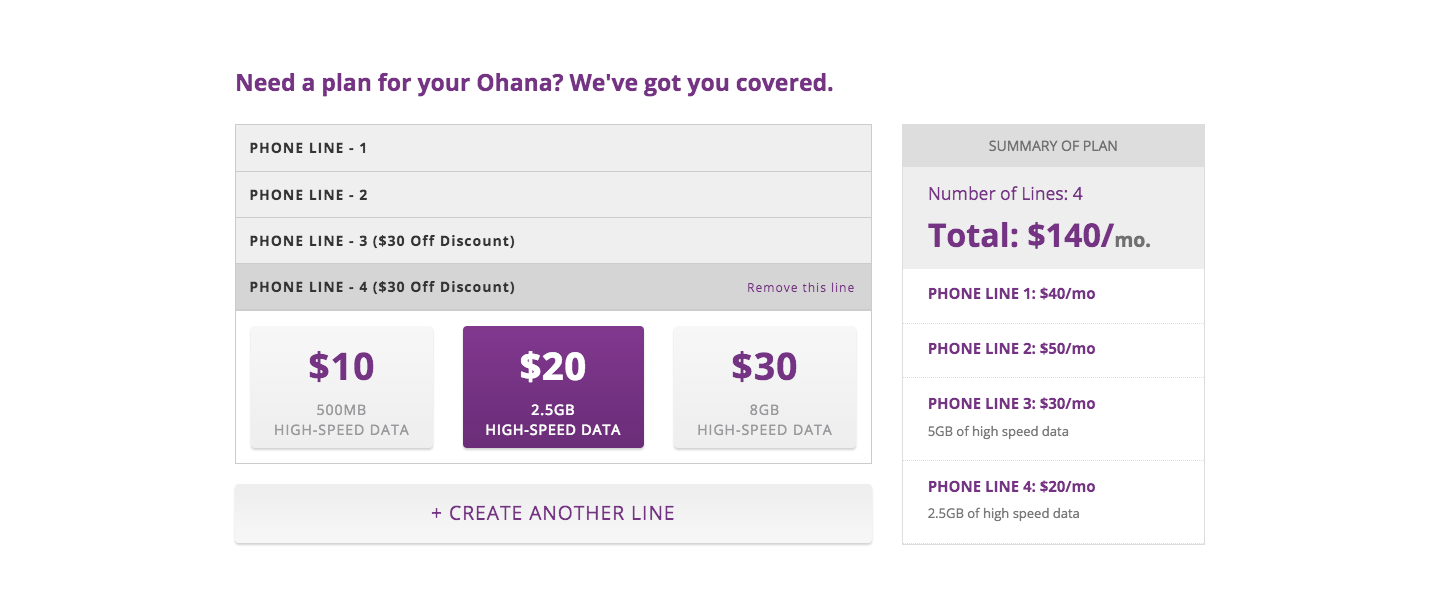 Need a plan for your Ohana? We've got you covered.
PHONE LINE - 1
PHONE LINE - 2
PHONE LINE - 3 ($30 Off Discount)
PHONE LINE - 4 ($30 Off Discount)
Remove this line
$10
500MB
HIGH-SPEED DATA
$20
2.5GB
HIGH-SPEED DATA
$30
8GB
HIGH-SPEED DATA
+ CREATE ANOTHER LINE
SUMMARY OF PLAN
Number of Lines: 4
Total: $140/mo.
PHONE LINE 1: $40/mo
PHONE LINE 2: $50/mo
PHONE LINE 3: $30/mo
5GB of high speed data
PHONE LINE 4: $20/mo
2.5GB of high speed data